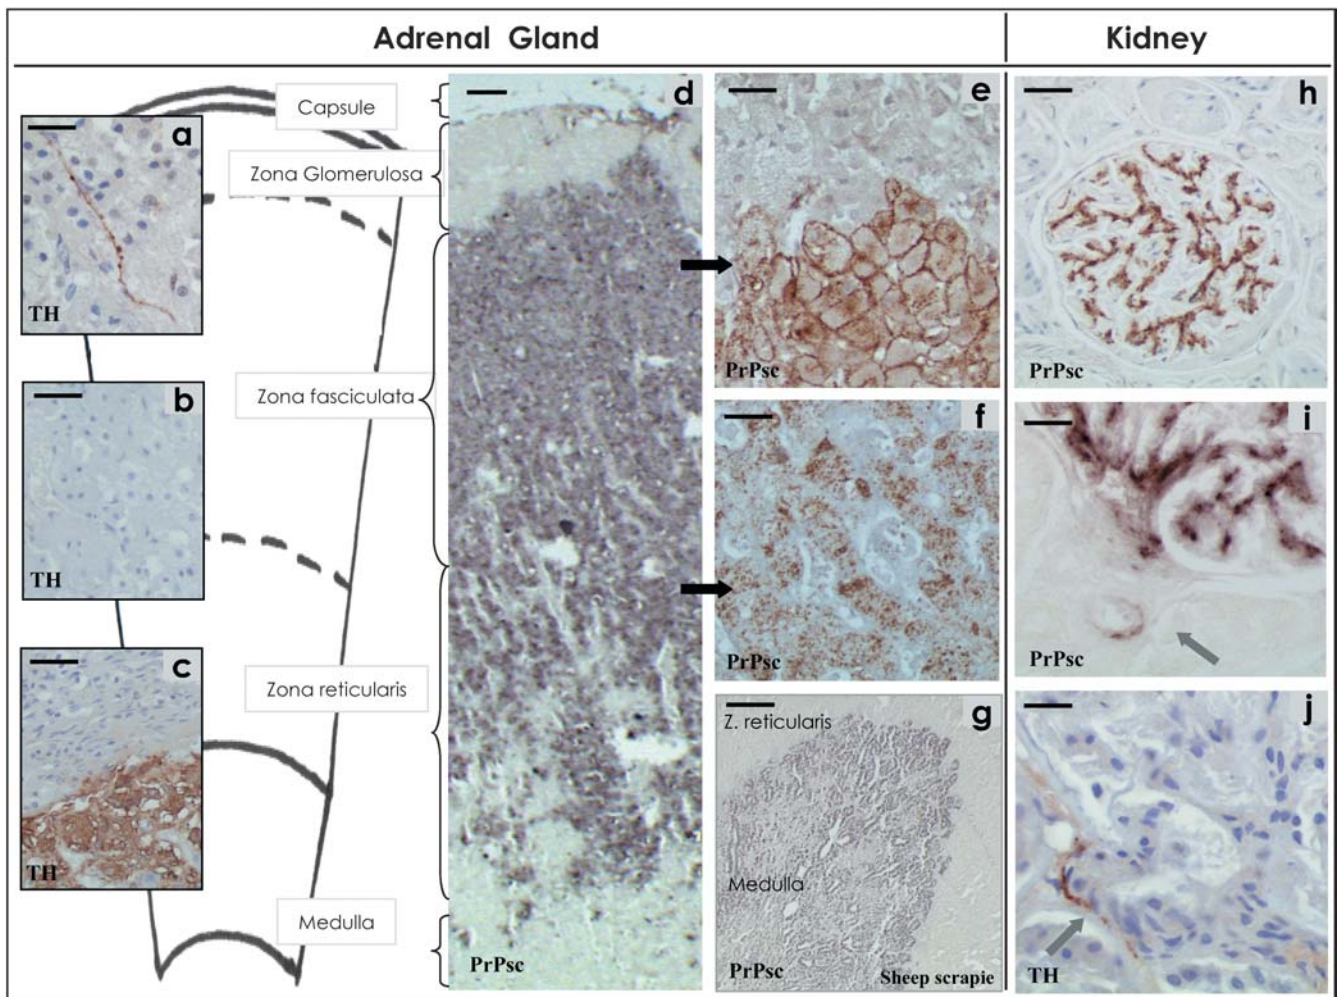 Adrenal Gland
Kidney
Capsule
Zona Glomerulosa
Zona fasciculata
Zona reticularis
Medulla
a
TH
b
TH
c
TH
d
PrPsc
e
PrPsc
f
PrPsc
g
Z. reticularis
Medulla
PrPsc
Sheep scrapie
h
PrPsc
i
PrPsc
j
TH